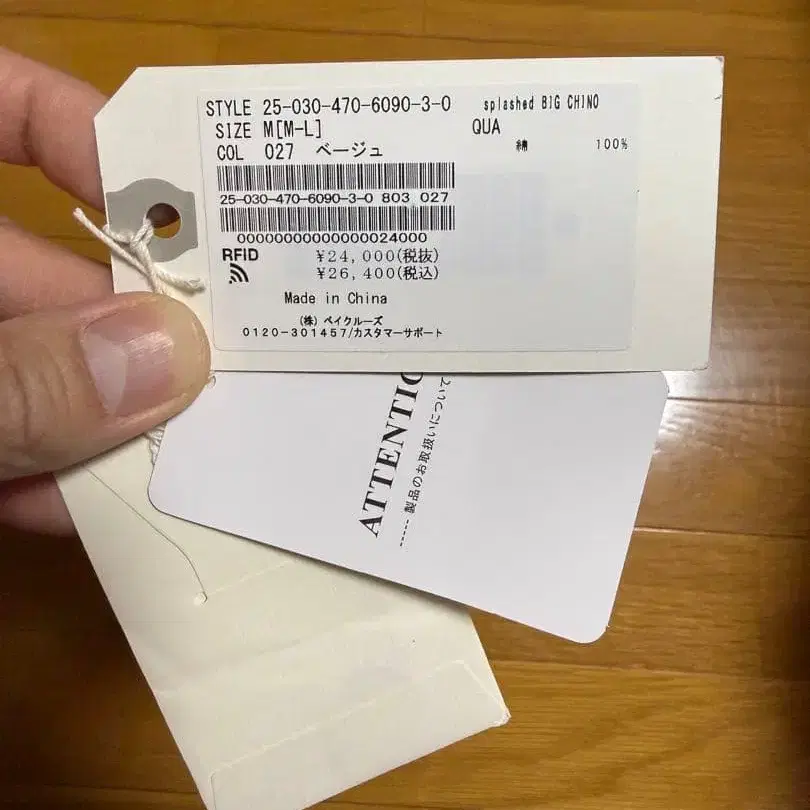 STYLE 25-030-470-6090-3-0 splashed BIG CHINO
SIZE M[M-L] QUA
COL 027 ベージュ 綿 100%
25-030-470-6090-3-0 803 027
00000000000000024000
RFID ¥24,000(税抜)
¥26,400(税込)
Made in China
(株) ベイクルーズ
0120-301457/カスタマーサポート
ATTENTIO
----- 製品のお取扱いについて